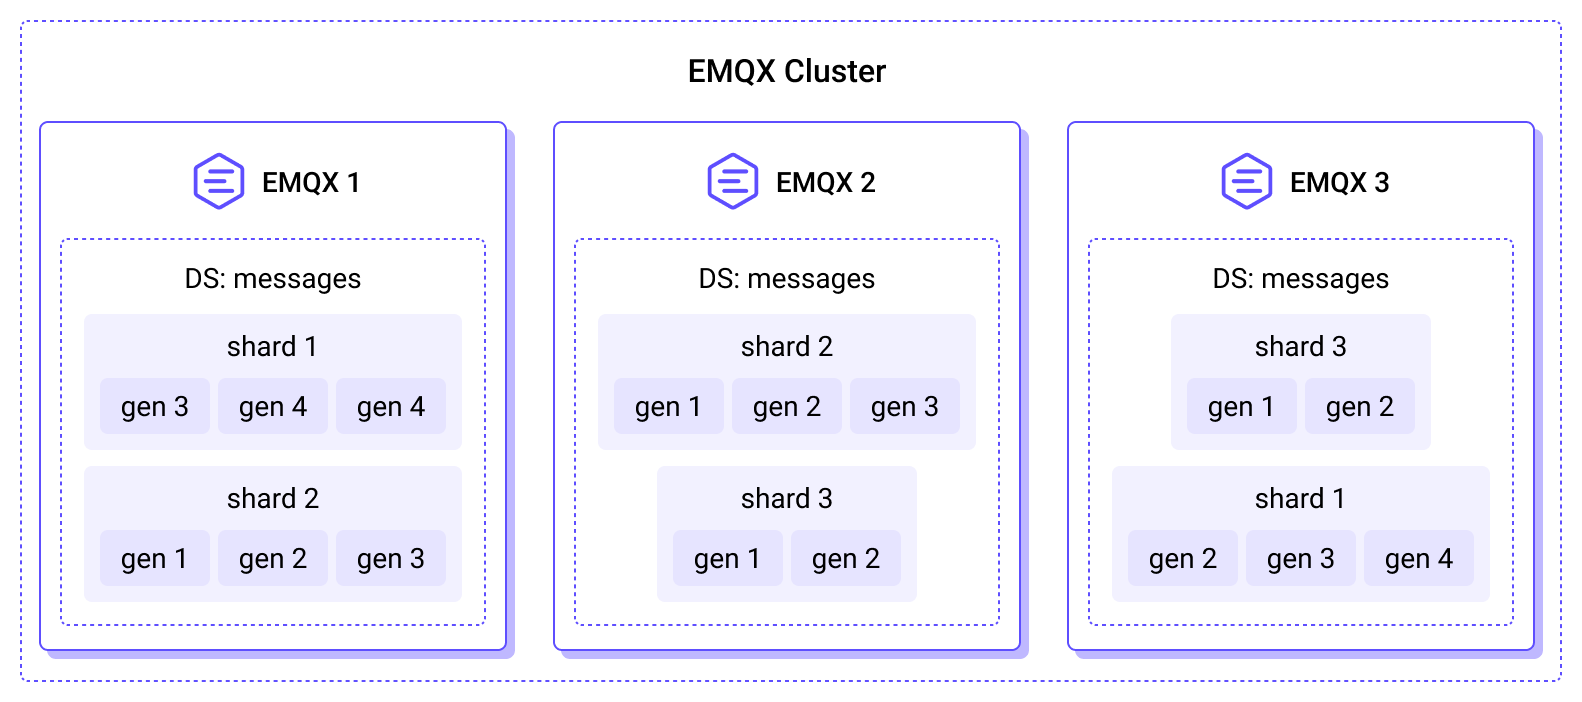 EMQX Cluster
EMQX 1
DS: messages
shard 1
gen 3 gen 4 gen 4
shard 2
gen 1 gen 2 gen 3
EMQX 2
DS: messages
shard 2
gen 1 gen 2 gen 3
shard 3
gen 1 gen 2
EMQX 3
DS: messages
shard 3
gen 1 gen 2
shard 1
gen 2 gen 3 gen 4